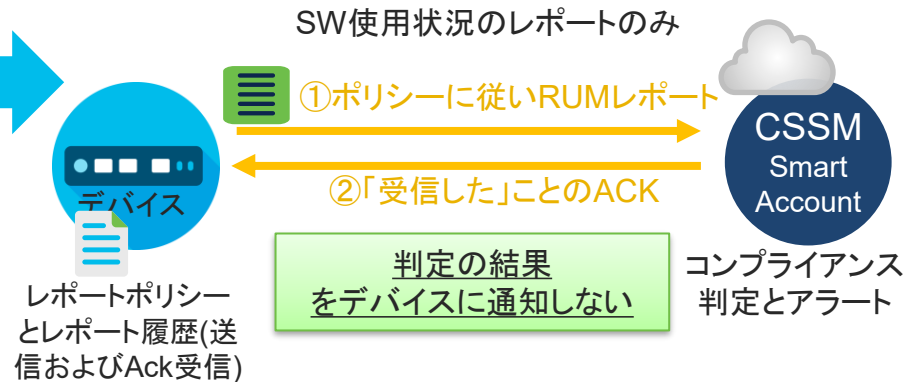 SW使用状況のレポートのみ
①ポリシーに従いRUMレポート
②「受信した」ことのACK
デバイス
CSSM
Smart
Account
判定の結果
をデバイスに通知しない
コンプライアンス
判定とアラート
レポートポリシー
とレポート履歴(送
信およびAck受信)